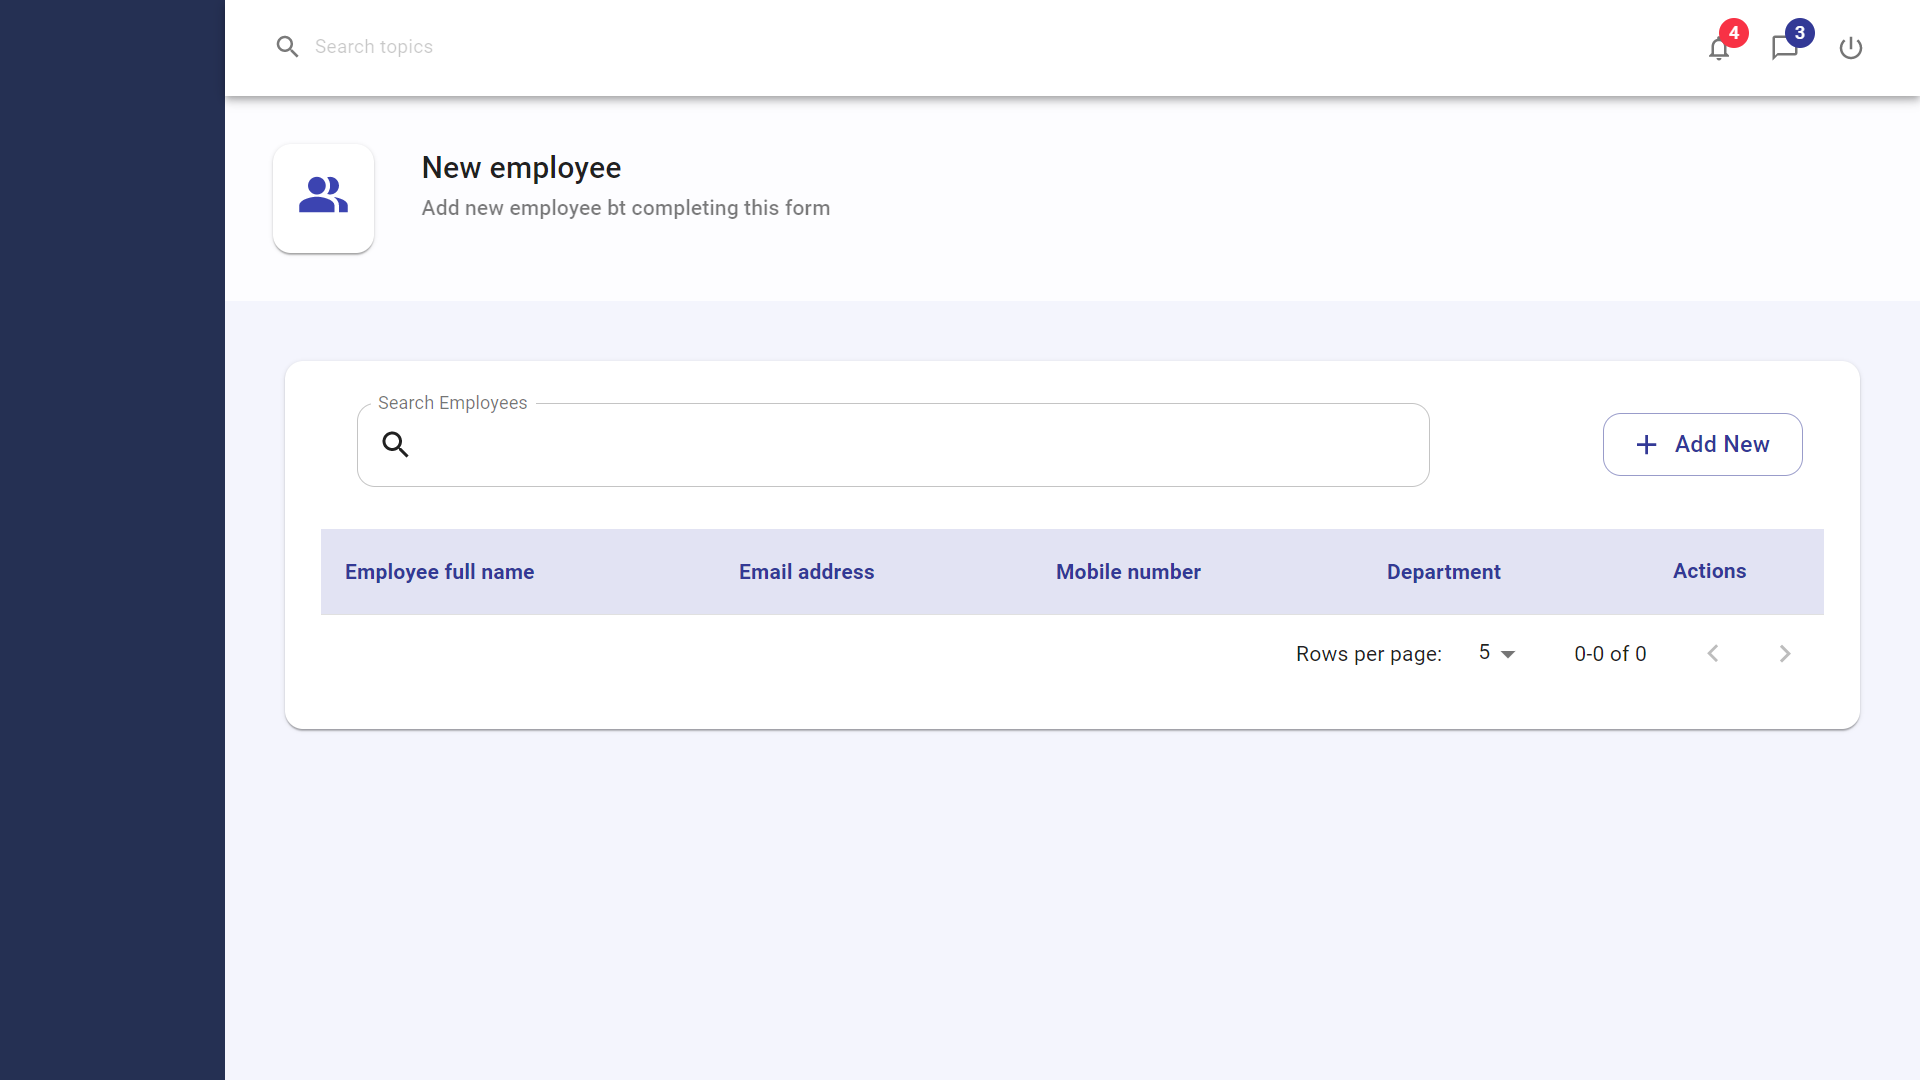 Search topics
4
3
New employee
Add new employee bt completing this form
Search Employees
Add New
Employee full name Email address Mobile number Department Actions
Rows per page: 5 0-0 of 0